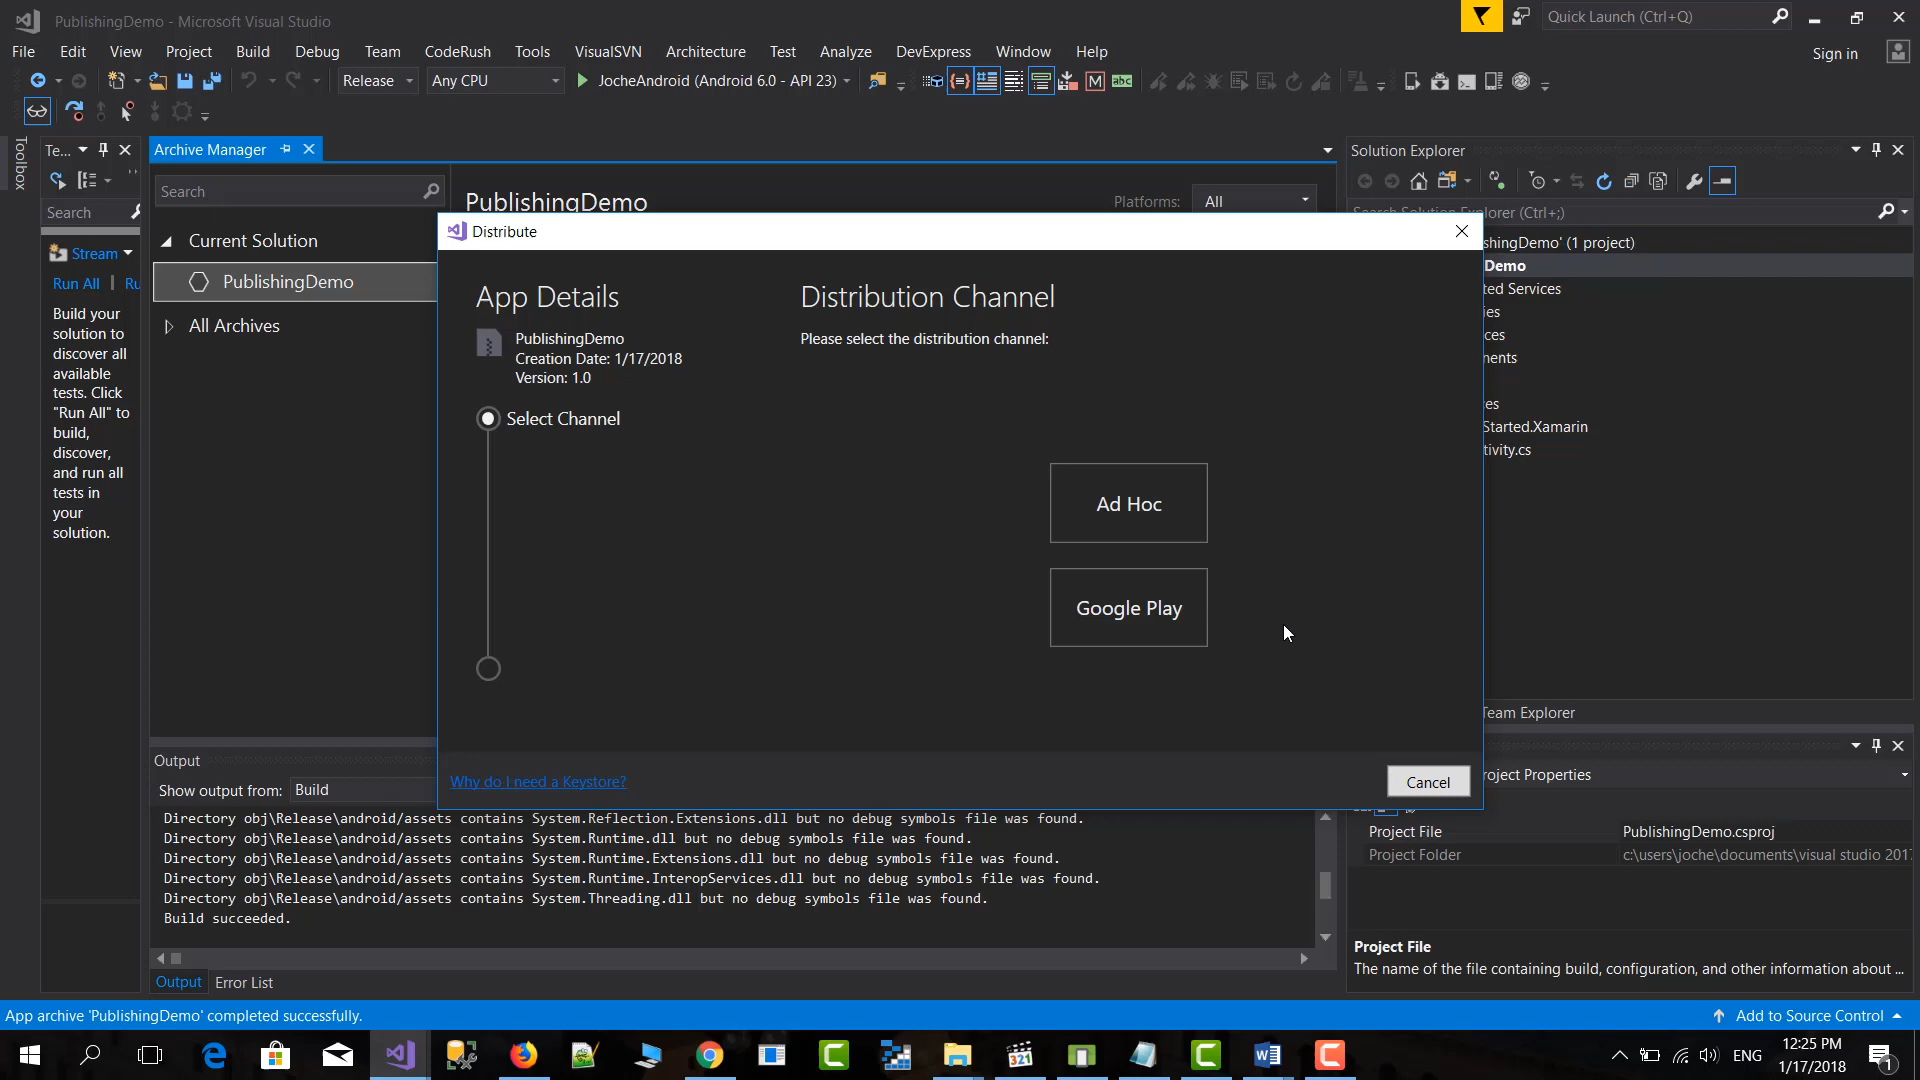 PublishingDemo - Microsoft Visual Studio
Quick Launch (Ctrl+Q)
File Edit View Project Build Debug Team CodeRush Tools VisualSVN Architecture Test Analyze DevExpress Window Help
Sign in
Release Any CPU JocheAndroid (Android 6.0 - API 23)
M abc
Toolbox
Te...
Archive Manager
Solution Explorer
Search
Search
PublishingDemo
Platforms: All
Search Solution Explorer (Ctrl+;)
Stream
Run All | Ru
Build your
solution to
discover all
available
tests. Click
"Run All" to
build,
discover,
and run all
tests in
your
solution.
Current Solution
PublishingDemo
All Archives
Distribute
App Details
PublishingDemo
Creation Date: 1/17/2018
Version: 1.0
Select Channel
Distribution Channel
Please select the distribution channel:
Ad Hoc
Google Play
Why do I need a Keystore?
Cancel
shingDemo' (1 project)
Demo
ted Services
ies
ces
nents
es
Started.Xamarin
tivity.cs
Team Explorer
roject Properties
Project File PublishingDemo.csproj
Project Folder c:\users\joche\documents\visual studio 2017
Project File
The name of the file containing build, configuration, and other information about ...
Output
Show output from: Build
Directory obj\Release\android/assets contains System.Reflection.Extensions.dll but no debug symbols file was found.
Directory obj\Release\android/assets contains System.Runtime.dll but no debug symbols file was found.
Directory obj\Release\android/assets contains System.Runtime.Extensions.dll but no debug symbols file was found.
Directory obj\Release\android/assets contains System.Runtime.InteropServices.dll but no debug symbols file was found.
Directory obj\Release\android/assets contains System.Threading.dll but no debug symbols file was found.
Build succeeded.
Output Error List
App archive 'PublishingDemo' completed successfully.
Add to Source Control
321
ENG
12:25 PM
1/17/2018
1